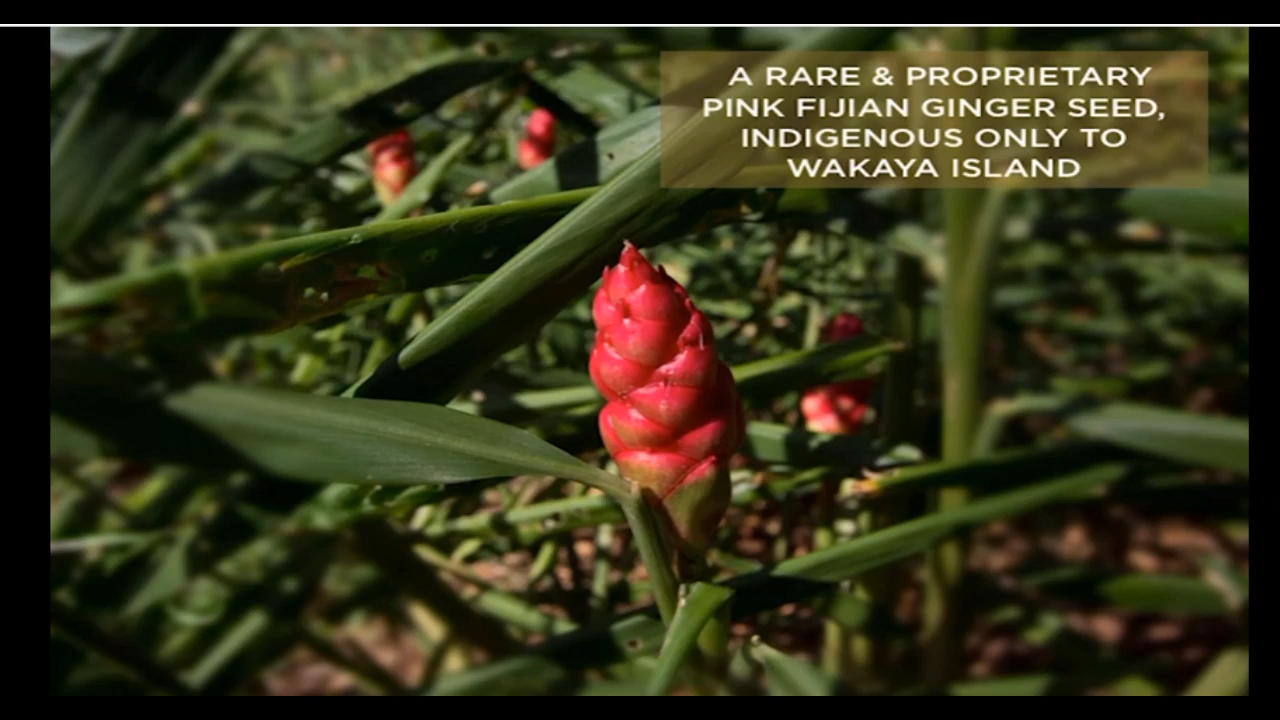 A RARE & PROPRIETARY
PINK FIJIAN GINGER SEED,
INDIGENOUS ONLY TO
WAKAYA ISLAND